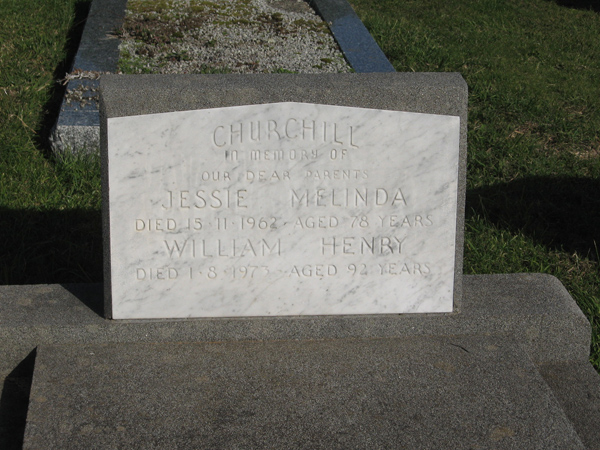 CHURCHILL
IN MEMORY OF
OUR DEAR PARENTS
JESSIE MELINDA
DIED 15·11·1962 - AGED 78 YEARS
WILLIAM HENRY
DIED 1·8·1973 - AGED 92 YEARS